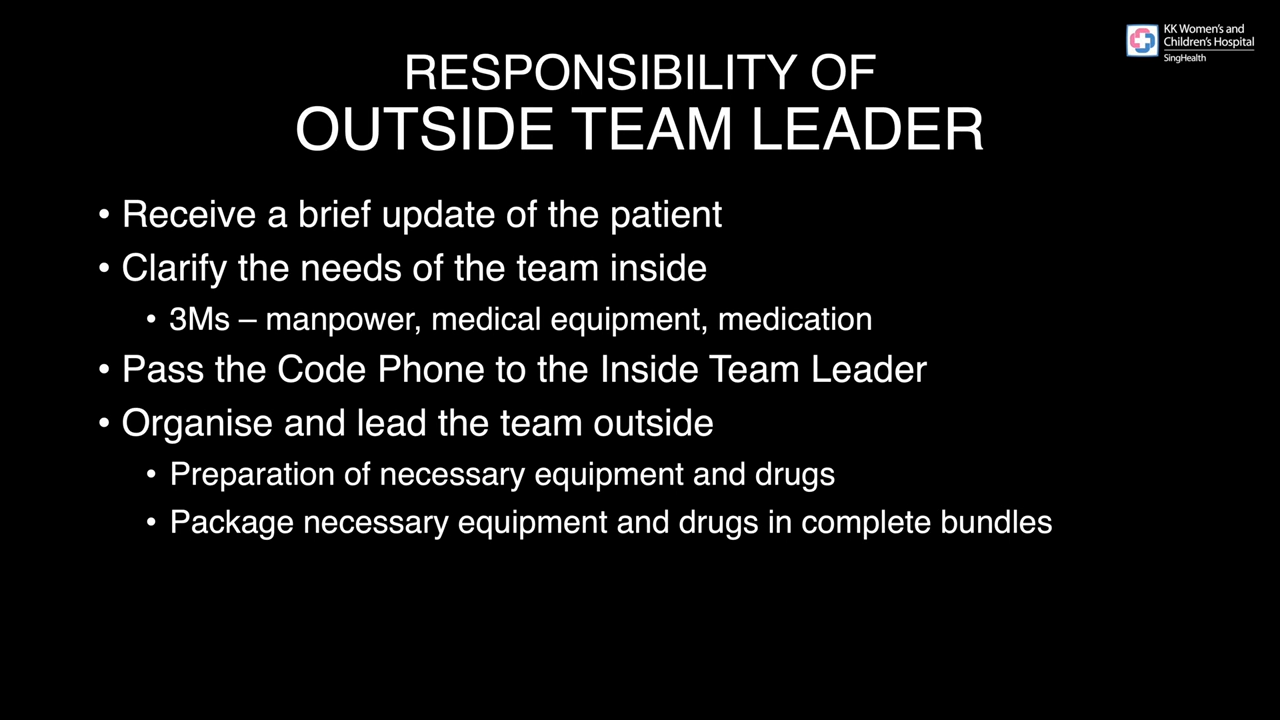 KK Women's and
Children's Hospital
SingHealth
RESPONSIBILITY OF
OUTSIDE TEAM LEADER
• Receive a brief update of the patient
• Clarify the needs of the team inside
• 3Ms – manpower, medical equipment, medication
• Pass the Code Phone to the Inside Team Leader
• Organise and lead the team outside
• Preparation of necessary equipment and drugs
• Package necessary equipment and drugs in complete bundles